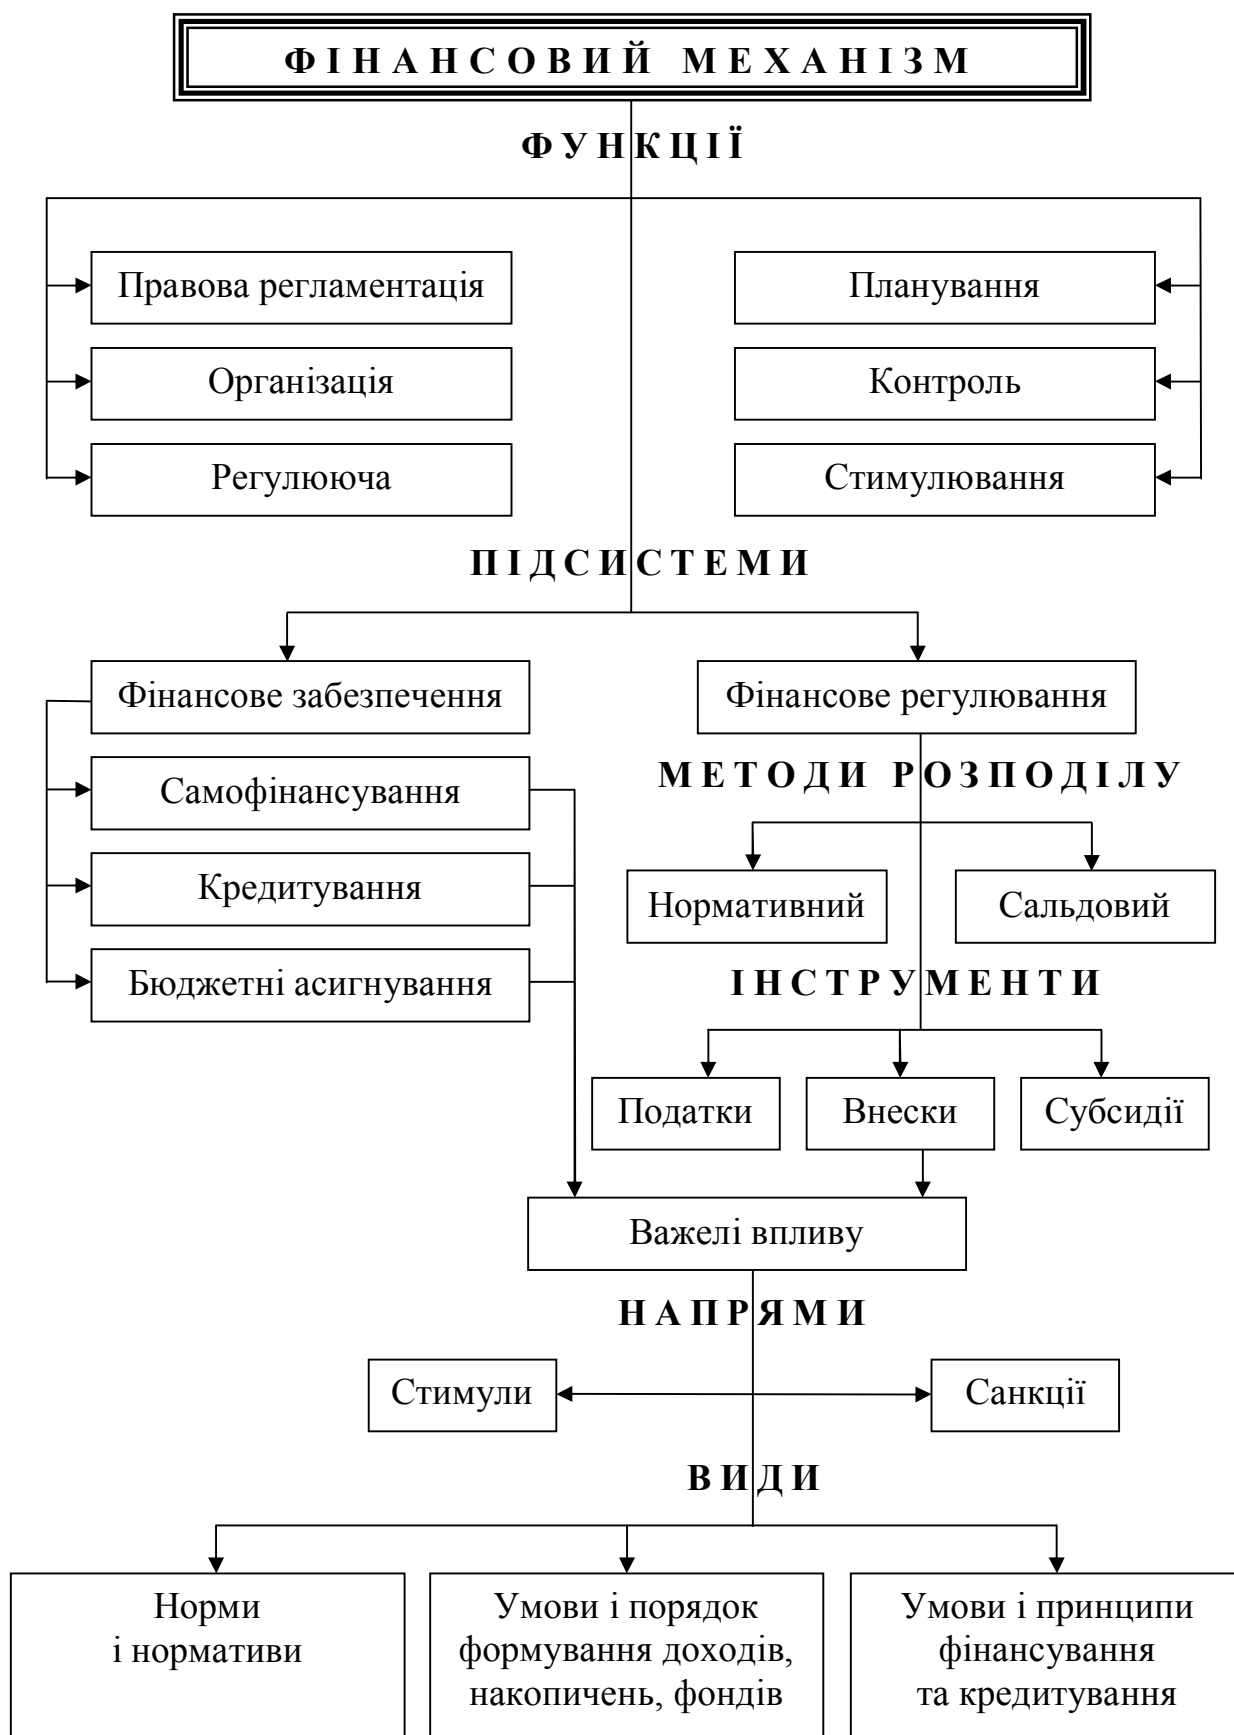 ФІНАНСОВИЙ МЕХАНІЗМ
ФУНКЦІЇ
Правова регламентація
Планування
Організація
Контроль
Регулююча
Стимулювання
ПІДСИСТЕМИ
Фінансове забезпечення
Фінансове регулювання
МЕТОДИ РОЗПОДІЛУ
Самофінансування
Кредитування
Нормативний
Сальдовий
Бюджетні асигнування
ІНСТРУМЕНТИ
Податки
Внески
Субсидії
Важелі впливу
НАПРЯМИ
Стимули
Санкції
ВИДИ
Норми
і нормативи
Умови і порядок
формування доходів,
накопичень, фондів
Умови і принципи
фінансування
та кредитування